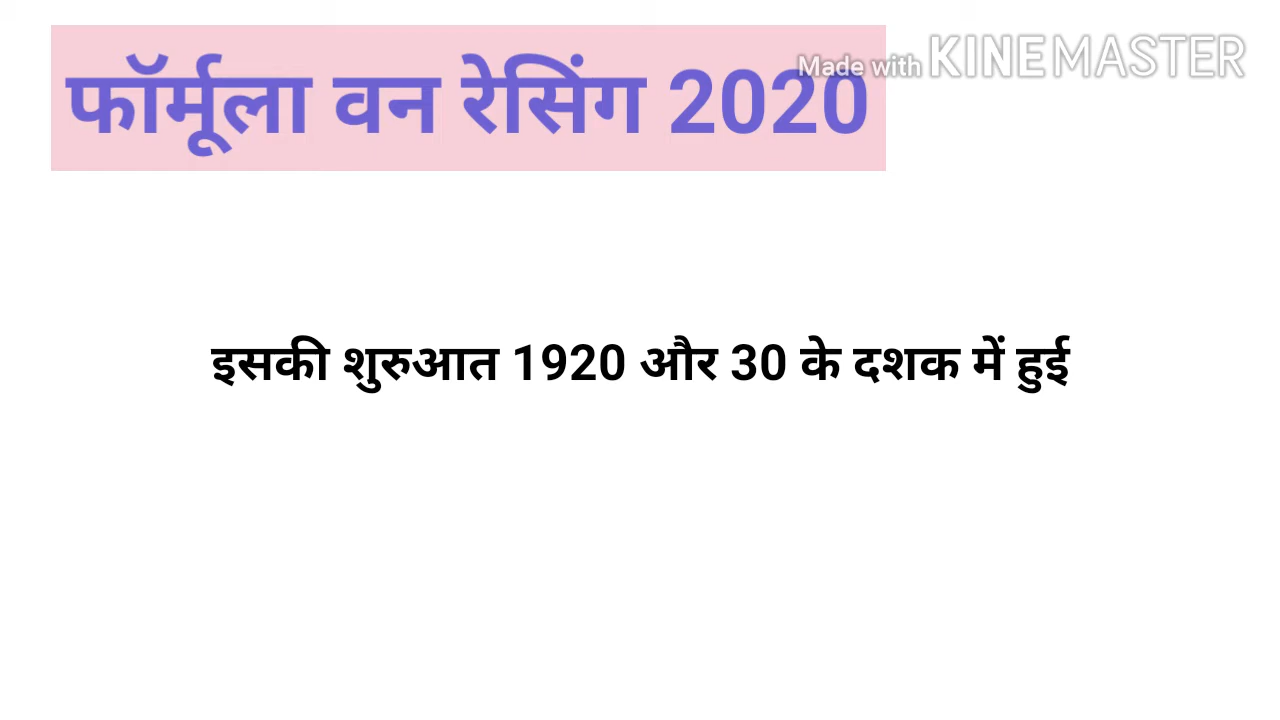 फॉर्मूला वन रेसिंग 2020
Made with KINEMASTER
इसकी शुरुआत 1920 और 30 के दशक में हुई